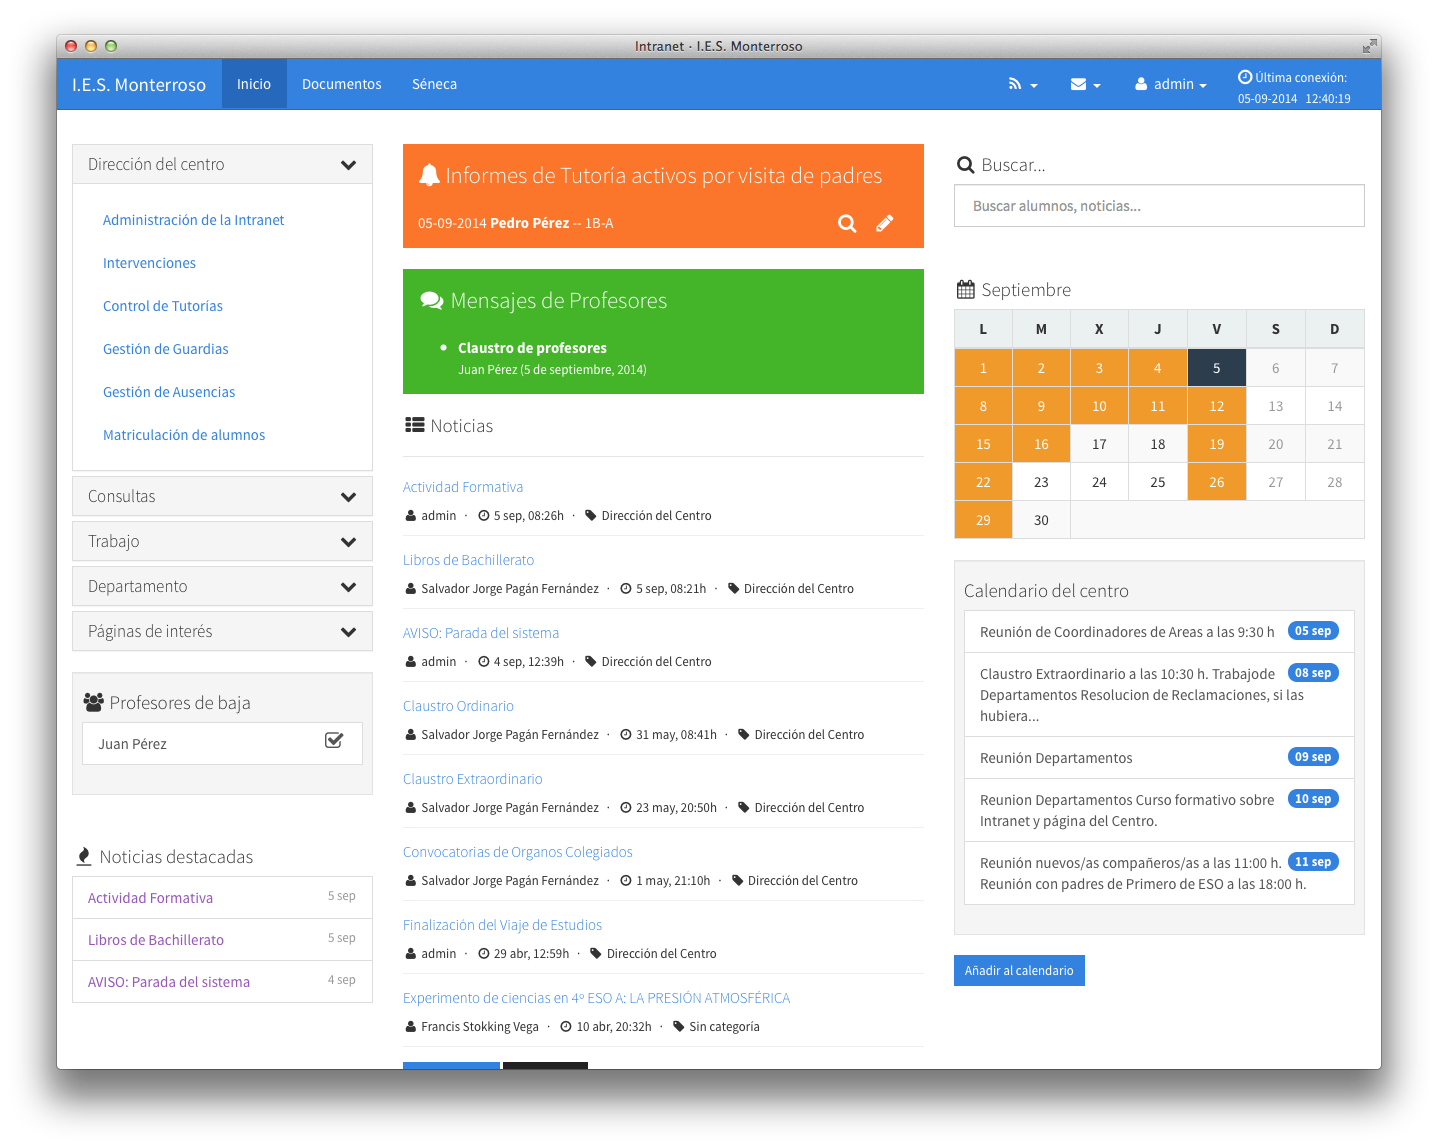 Intranet · I.E.S. Monterroso
I.E.S. Monterroso
Inicio
Documentos
Séneca
admin
Última conexión:
05-09-2014 12:40:19
Dirección del centro
Administración de la Intranet
Intervenciones
Control de Tutorías
Gestión de Guardias
Gestión de Ausencias
Matriculación de alumnos
Consultas
Trabajo
Departamento
Páginas de interés
Profesores de baja
Juan Pérez
Noticias destacadas
Actividad Formativa 5 sep
Libros de Bachillerato 5 sep
AVISO: Parada del sistema 4 sep
Informes de Tutoría activos por visita de padres
05-09-2014 Pedro Pérez -- 1B-A
Mensajes de Profesores
• Claustro de profesores
Juan Pérez (5 de septiembre, 2014)
Noticias
Actividad Formativa
admin · 5 sep, 08:26h · Dirección del Centro
Libros de Bachillerato
Salvador Jorge Pagán Fernández · 5 sep, 08:21h · Dirección del Centro
AVISO: Parada del sistema
admin · 4 sep, 12:39h · Dirección del Centro
Claustro Ordinario
Salvador Jorge Pagán Fernández · 31 may, 08:41h · Dirección del Centro
Claustro Extraordinario
Salvador Jorge Pagán Fernández · 23 may, 20:50h · Dirección del Centro
Convocatorias de Organos Colegiados
Salvador Jorge Pagán Fernández · 1 may, 21:10h · Dirección del Centro
Finalización del Viaje de Estudios
admin · 29 abr, 12:59h · Dirección del Centro
Experimento de ciencias en 4º ESO A: LA PRESIÓN ATMOSFÉRICA
Francis Stokking Vega · 10 abr, 20:32h · Sin categoría
Buscar...
Buscar alumnos, noticias...
Septiembre
L M X J V S D
1 2 3 4 5 6 7
8 9 10 11 12 13 14
15 16 17 18 19 20 21
22 23 24 25 26 27 28
29 30
Calendario del centro
Reunión de Coordinadores de Areas a las 9:30 h 05 sep
Claustro Extraordinario a las 10:30 h. Trabajode 08 sep
Departamentos Resolucion de Reclamaciones, si las
hubiera...
Reunión Departamentos 09 sep
Reunion Departamentos Curso formativo sobre 10 sep
Intranet y página del Centro.
Reunión nuevos/as compañeros/as a las 11:00 h. 11 sep
Reunión con padres de Primero de ESO a las 18:00 h.
Añadir al calendario